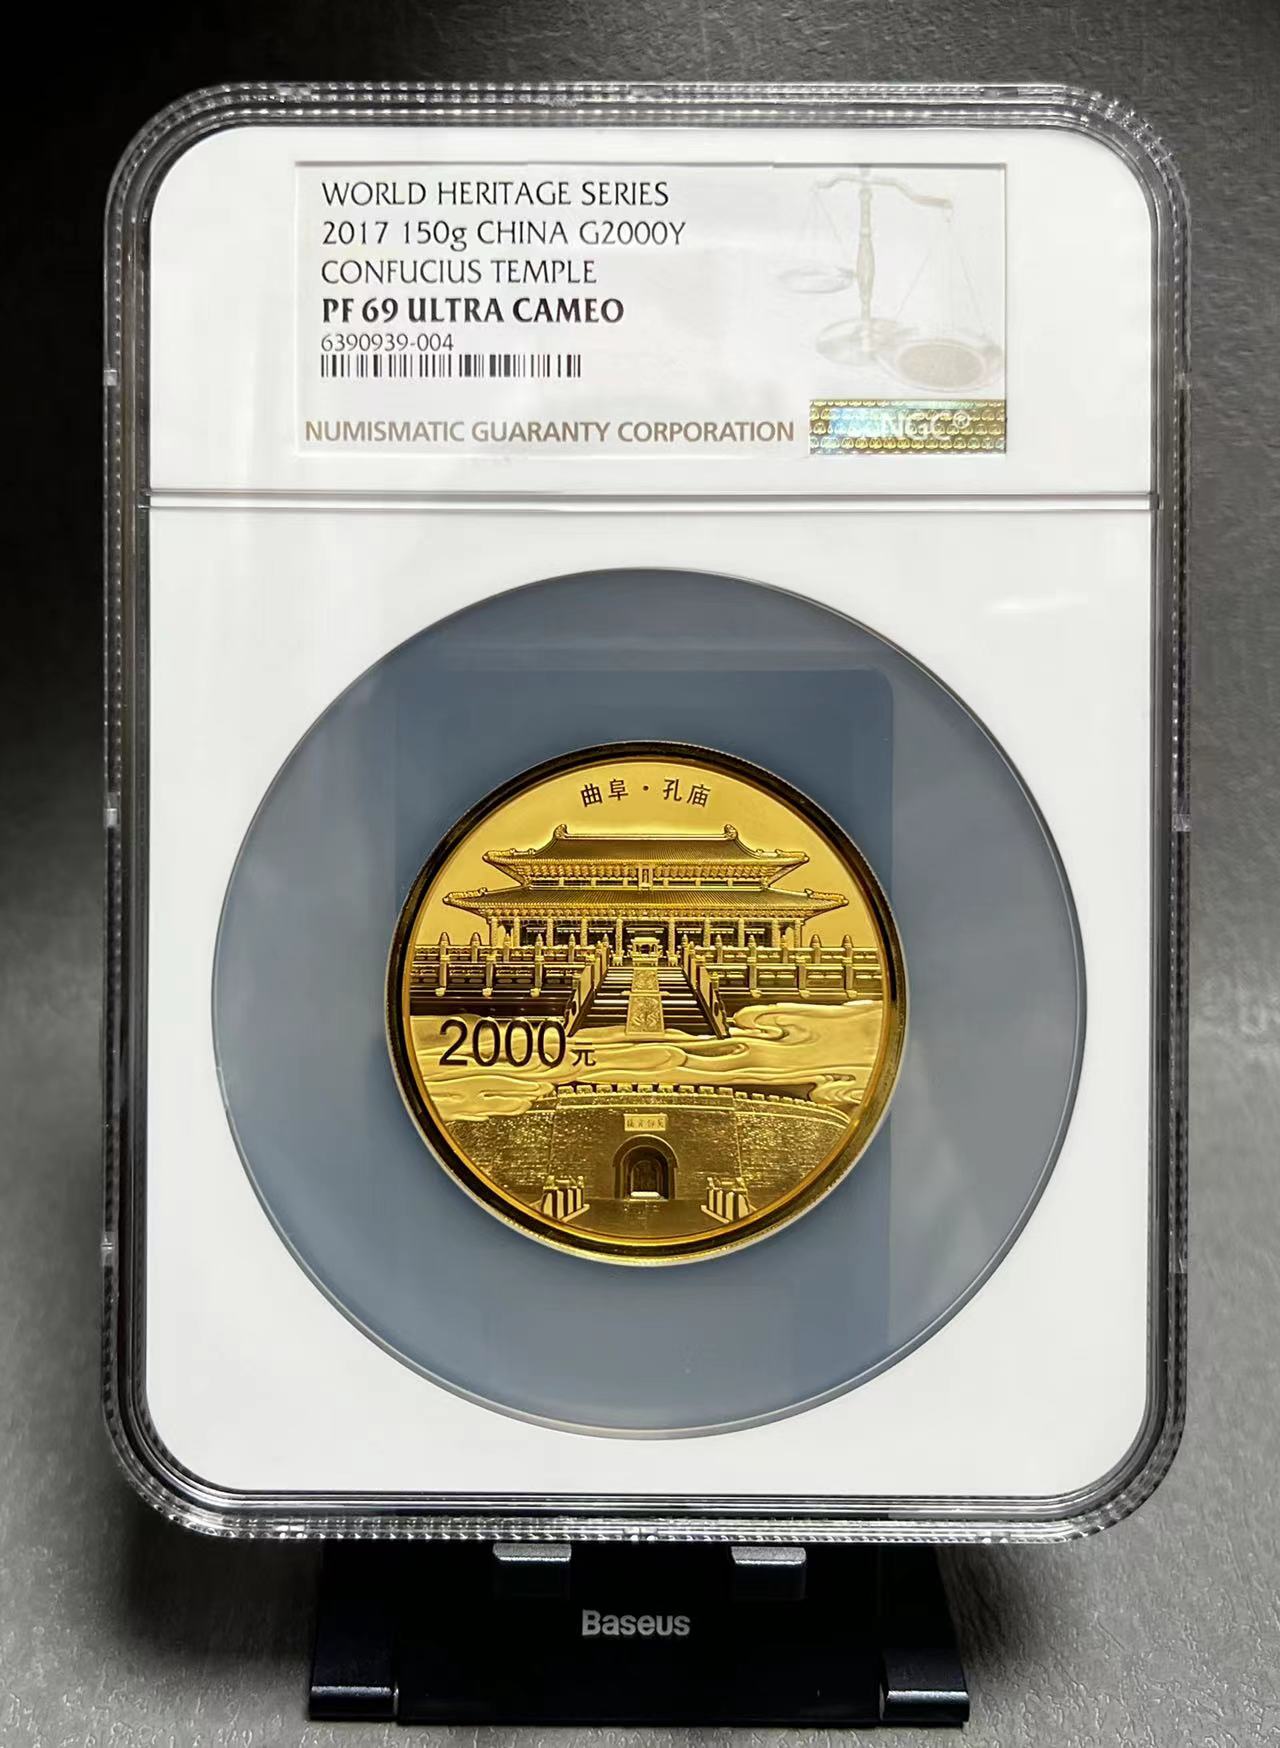 WORLD HERITAGE SERIES
2017 150g CHINA G2000Y
CONFUCIUS TEMPLE
PF 69 ULTRA CAMEO
6390939-004
NUMISMATIC GUARANTY CORPORATION
NGC®
曲阜·孔庙
2000元
Baseus